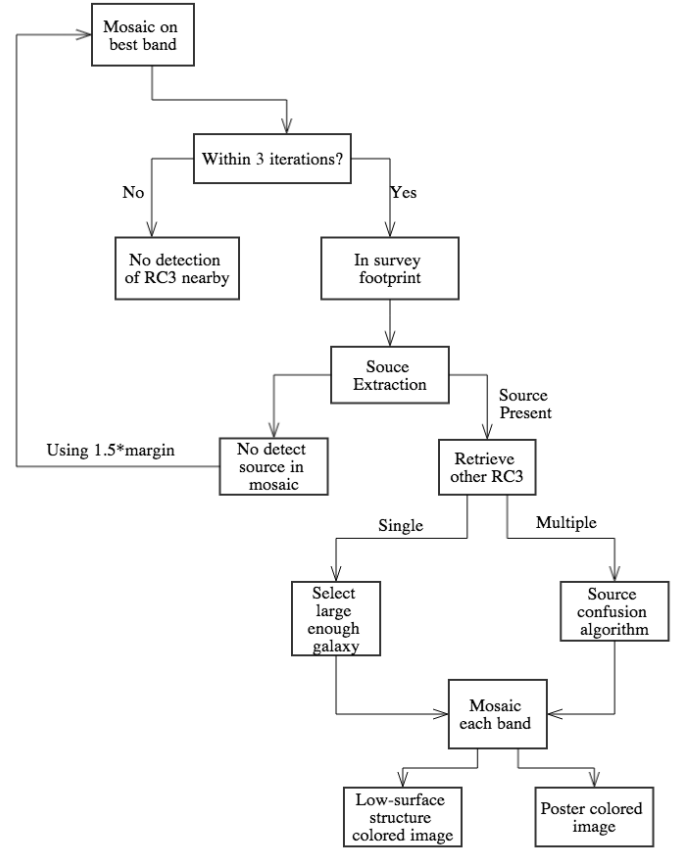 Mosaic on
best band
Within 3 iterations?
No
Yes
No detection
of RC3 nearby
In survey
footprint
Souce
Extraction
Source
Present
Using 1.5*margin
No detect
source in
mosaic
Retrieve
other RC3
Single
Multiple
Select
large
enough
galaxy
Source
confusion
algorithm
Mosaic
each band
Low-surface
structure
colored image
Poster colored
image